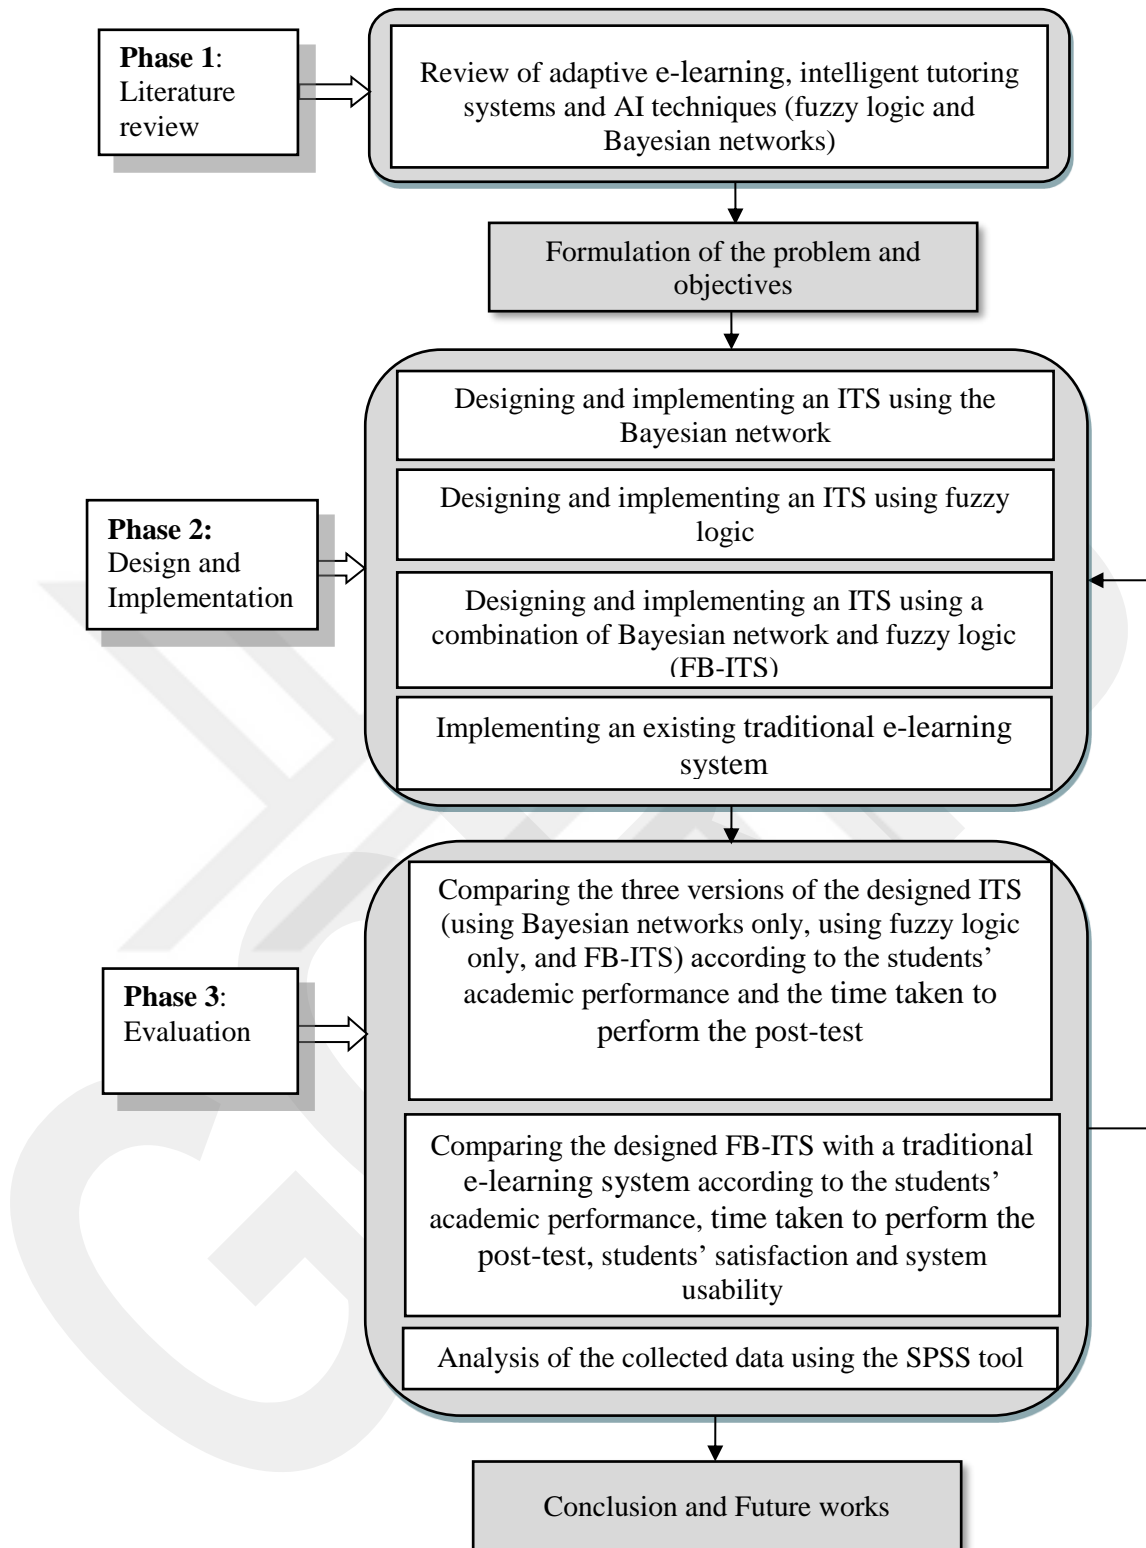 Phase 1:
Literature
review
Review of adaptive e-learning, intelligent tutoring
systems and AI techniques (fuzzy logic and
Bayesian networks)
Formulation of the problem and
objectives
Designing and implementing an ITS using the
Bayesian network
Designing and implementing an ITS using fuzzy
logic
Phase 2:
Design and
Implementation
Designing and implementing an ITS using a
combination of Bayesian network and fuzzy logic
(FB-ITS)
Implementing an existing traditional e-learning
system
Phase 3:
Evaluation
Comparing the three versions of the designed ITS
(using Bayesian networks only, using fuzzy logic
only, and FB-ITS) according to the students’
academic performance and the time taken to
perform the post-test
Comparing the designed FB-ITS with a traditional
e-learning system according to the students’
academic performance, time taken to perform the
post-test, students’ satisfaction and system
usability
Analysis of the collected data using the SPSS tool
Conclusion and Future works